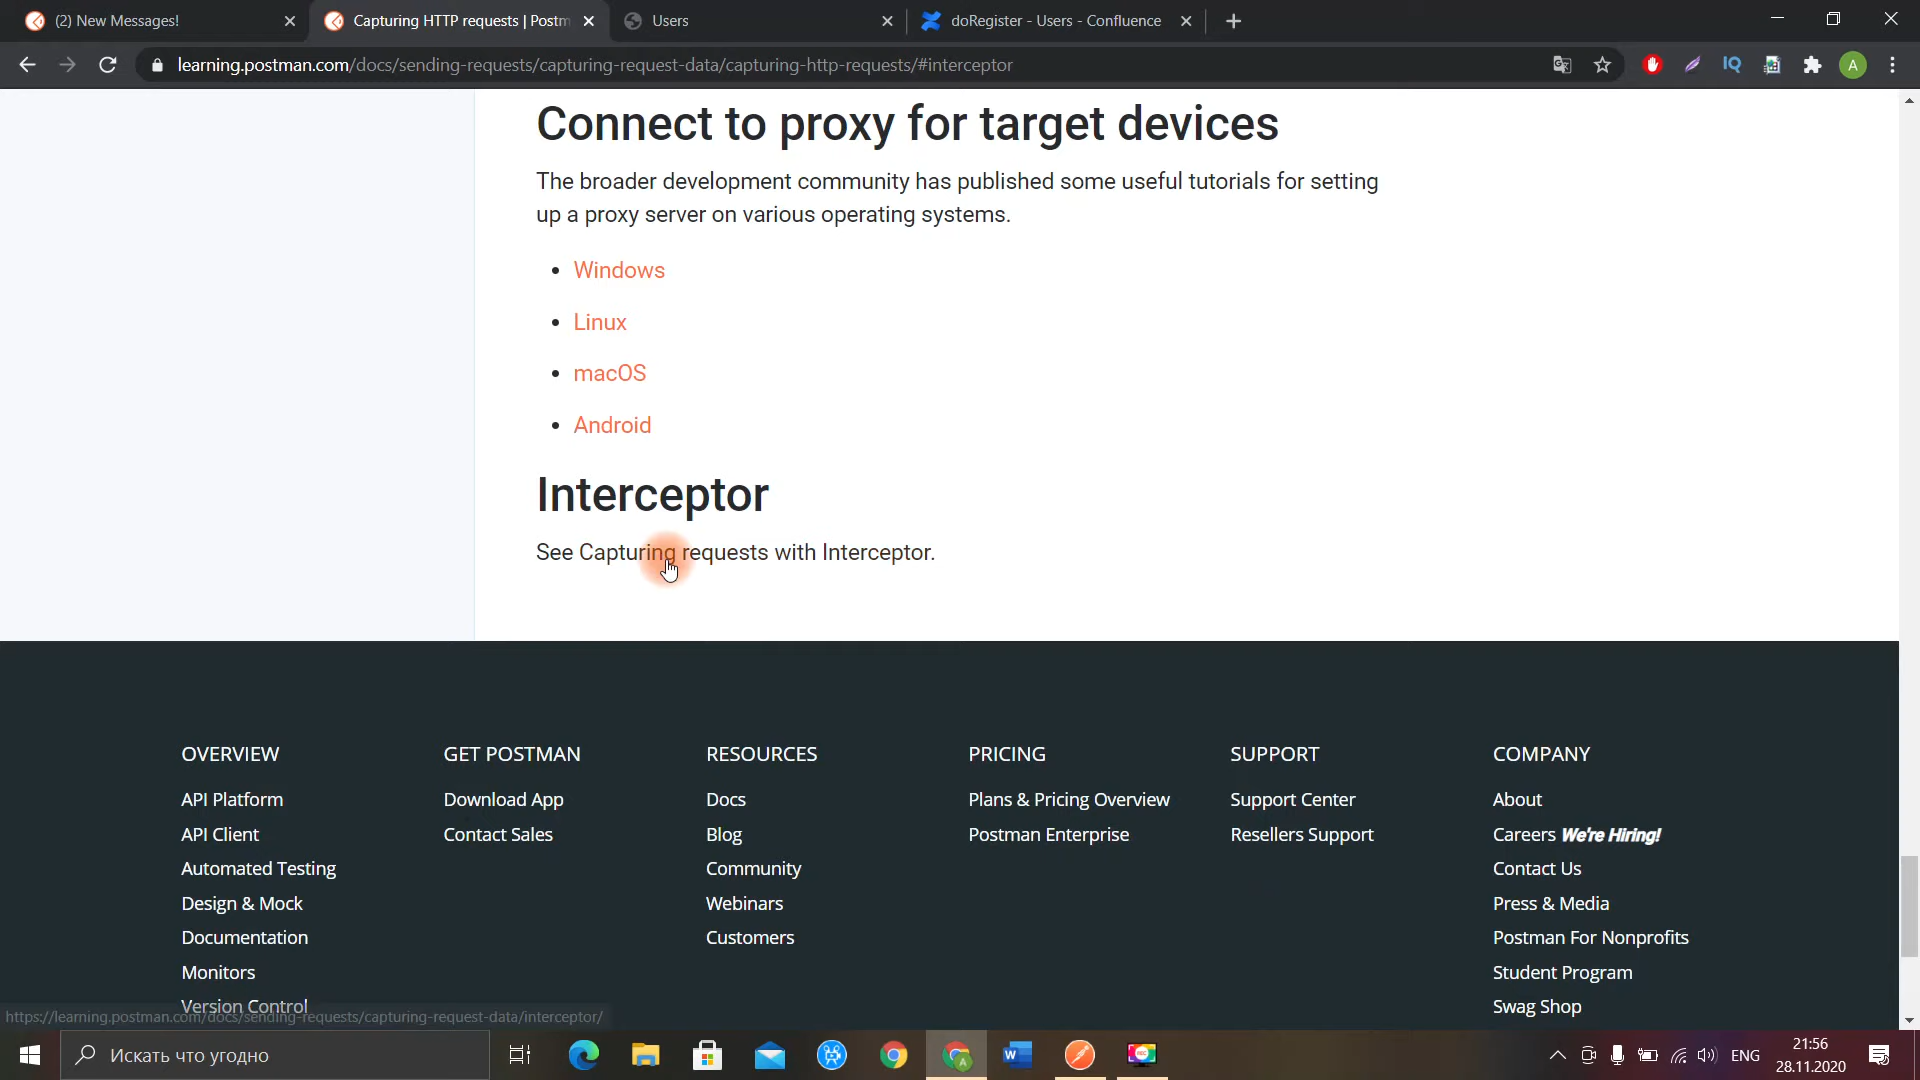 (2) New Messages!
Capturing HTTP requests | Postm
Users
doRegister - Users - Confluence
learning.postman.com/docs/sending-requests/capturing-request-data/capturing-http-requests/#interceptor
IQ
A
Connect to proxy for target devices
The broader development community has published some useful tutorials for setting
up a proxy server on various operating systems.
Windows
Linux
macOS
Android
Interceptor
See Capturing requests with Interceptor.
OVERVIEW
API Platform
API Client
Automated Testing
Design & Mock
Documentation
Monitors
Version Control
GET POSTMAN
Download App
Contact Sales
RESOURCES
Docs
Blog
Community
Webinars
Customers
PRICING
Plans & Pricing Overview
Postman Enterprise
SUPPORT
Support Center
Resellers Support
COMPANY
About
Careers We're Hiring!
Contact Us
Press & Media
Postman For Nonprofits
Student Program
Swag Shop
https://learning.postman.com/docs/sending-requests/capturing-request-data/interceptor/
Искать что угодно
ENG
21:56
28.11.2020